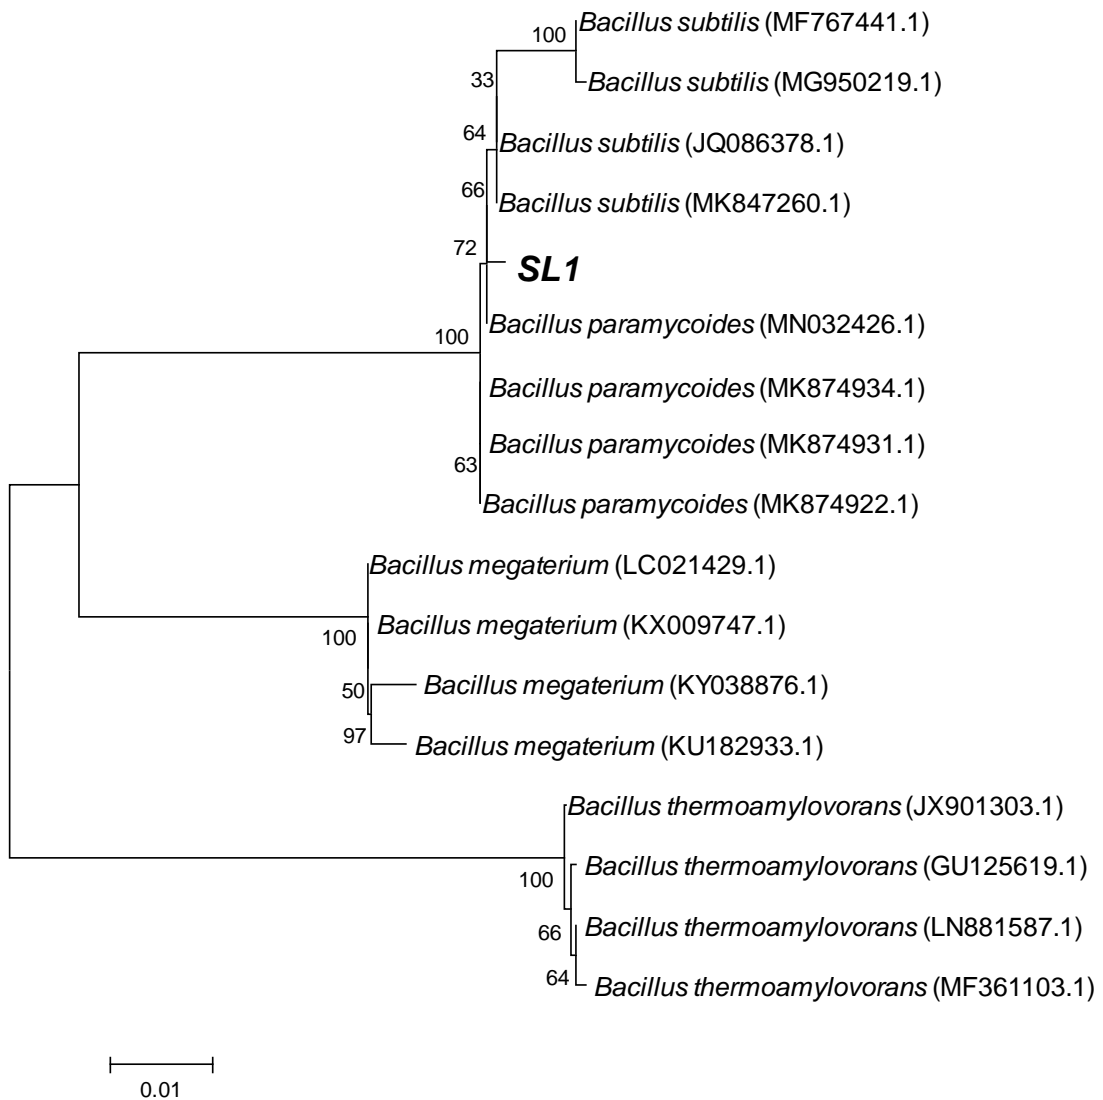 Bacillus subtilis (MF767441.1)
100
Bacillus subtilis (MG950219.1)
33
64
Bacillus subtilis (JQ086378.1)
66
Bacillus subtilis (MK847260.1)
72
SL1
Bacillus paramycoides (MN032426.1)
100
Bacillus paramycoides (MK874934.1)
Bacillus paramycoides (MK874931.1)
63
Bacillus paramycoides (MK874922.1)
Bacillus megaterium (LC021429.1)
Bacillus megaterium (KX009747.1)
100
Bacillus megaterium (KY038876.1)
50
97
Bacillus megaterium (KU182933.1)
Bacillus thermoamylovorans (JX901303.1)
Bacillus thermoamylovorans (GU125619.1)
100
Bacillus thermoamylovorans (LN881587.1)
66
64
Bacillus thermoamylovorans (MF361103.1)
0.01